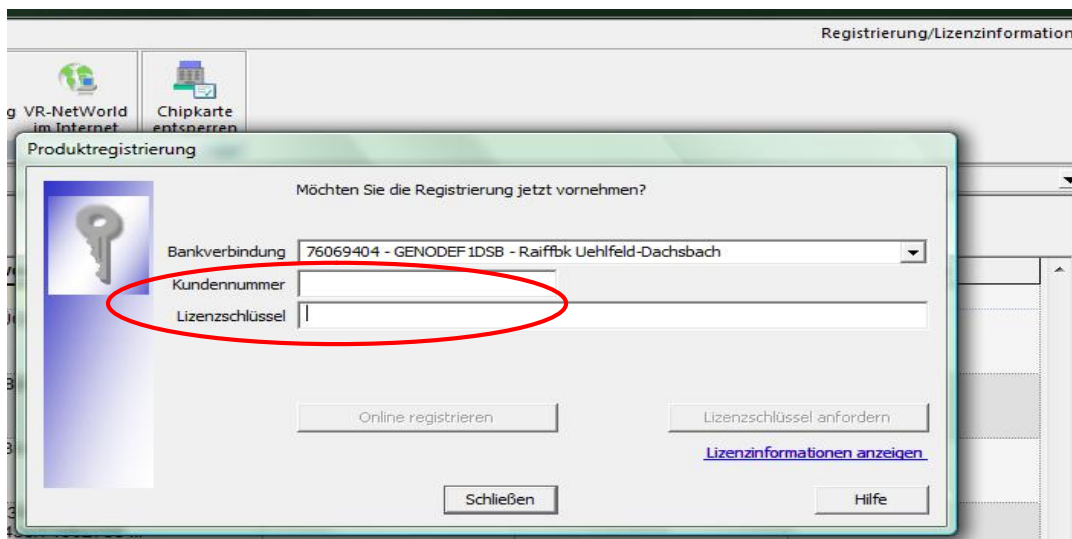 Registrierung/Lizenzinformation
g VR-NetWorld
im Internet
Chipkarte
entsperren
Produktregistrierung
Möchten Sie die Registrierung jetzt vornehmen?
Bankverbindung 76069404 - GENODEF1DSB - Raiffbk Uehlfeld-Dachsbach
Kundennummer
Lizenzschlüssel
Online registrieren Lizenzschlüssel anfordern
Lizenzinformationen anzeigen
Schließen Hilfe